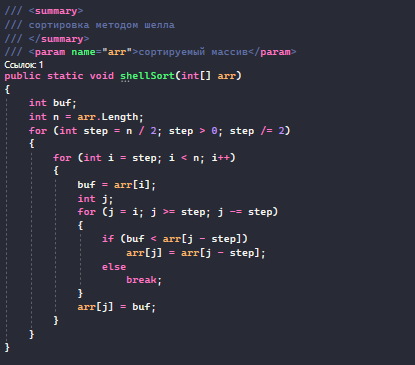 /// <summary>
/// сортировка методом шелла
/// </summary>
/// <param name="arr">сортируемый массив</param>
Ссылок: 1
public static void shellSort(int[] arr)
{
    int buf;
    int n = arr.Length;
    for (int step = n / 2; step > 0; step /= 2)
    {
        for (int i = step; i < n; i++)
        {
            buf = arr[i];
            int j;
            for (j = i; j >= step; j -= step)
            {
                if (buf < arr[j - step])
                    arr[j] = arr[j - step];
                else
                    break;
            }
            arr[j] = buf;
        }
    }
}